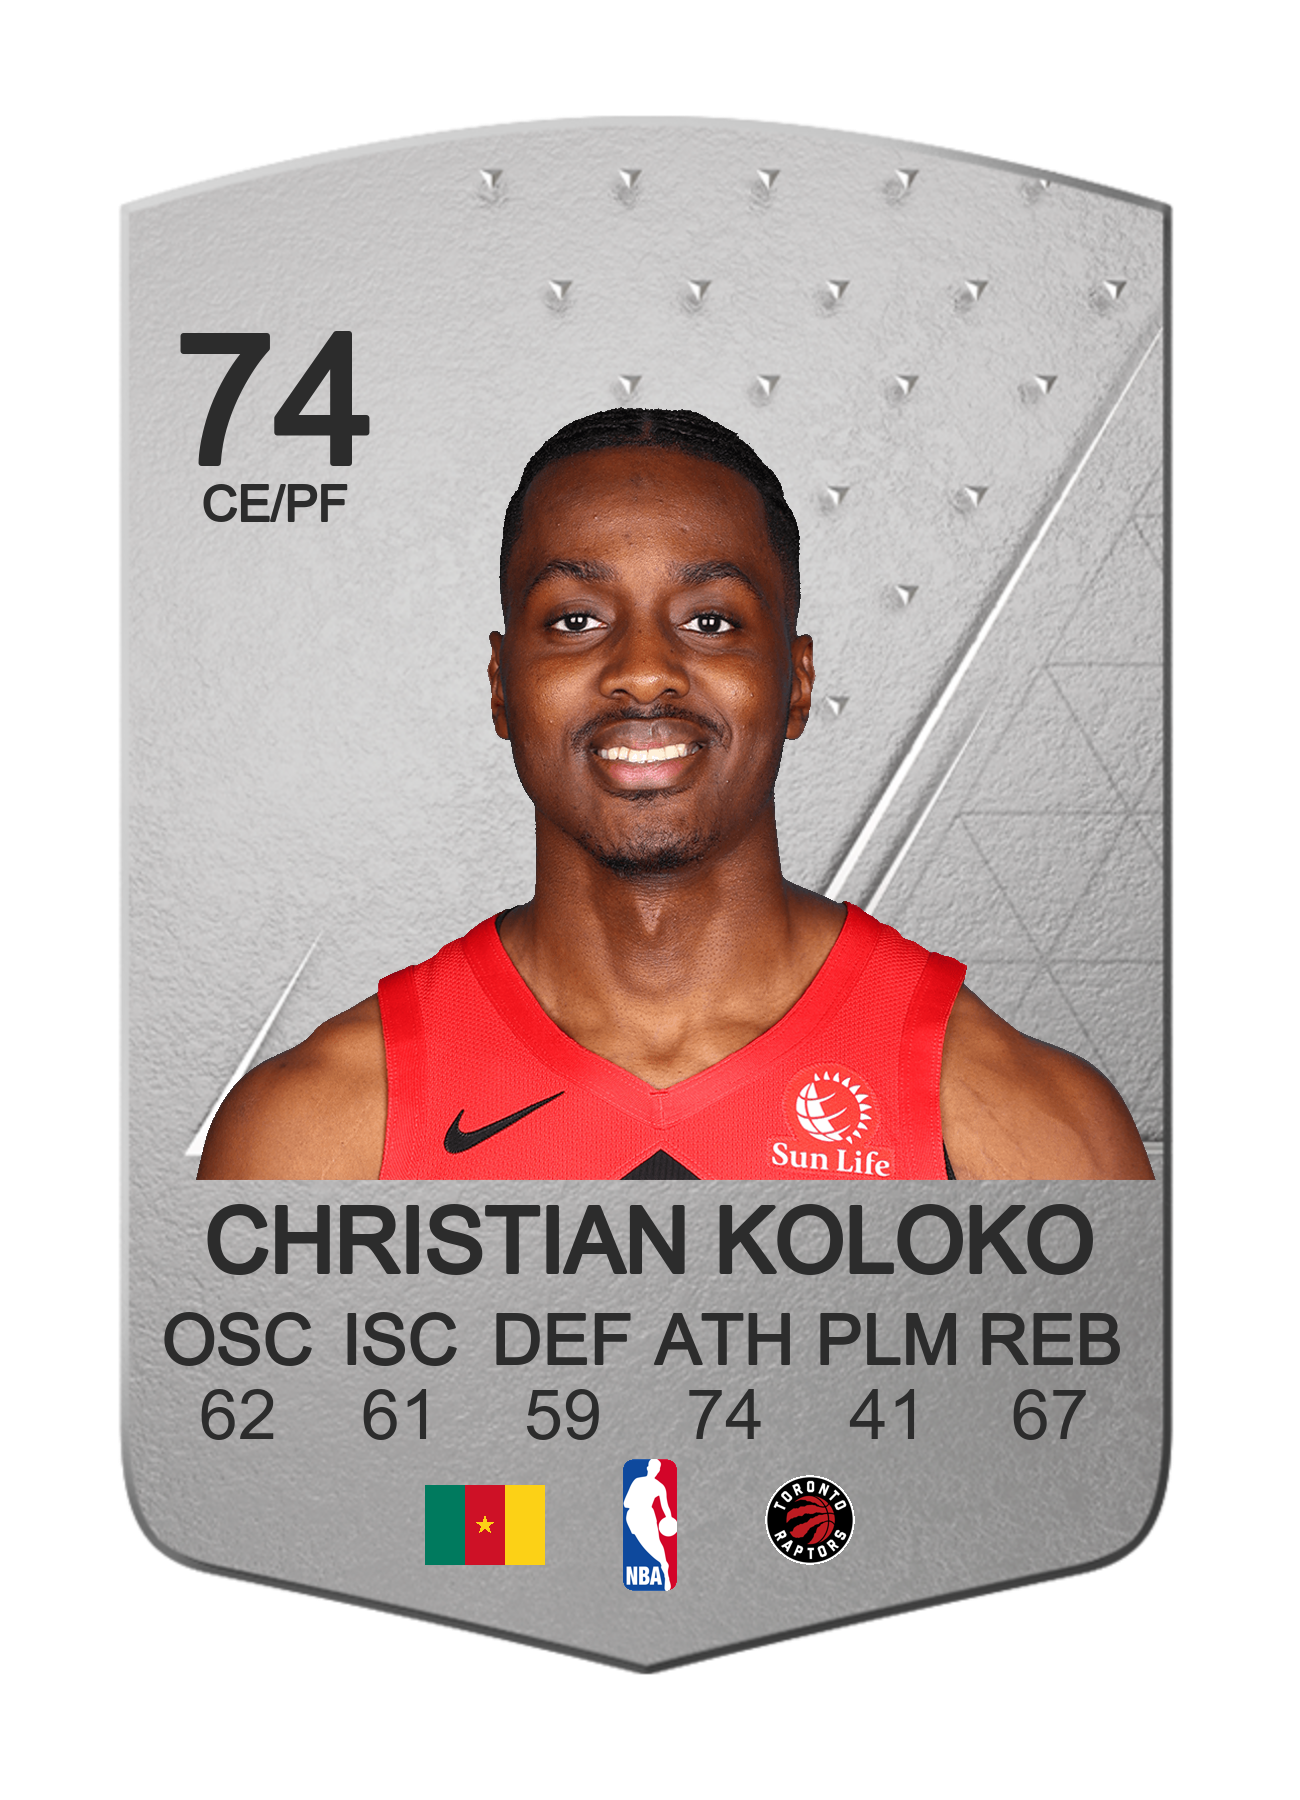 74
CE/PF
Sun Life
CHRISTIAN KOLOKO
OSC ISC DEF ATH PLM REB
62 61 59 74 41 67
NBA
TORONTO
RAPTORS